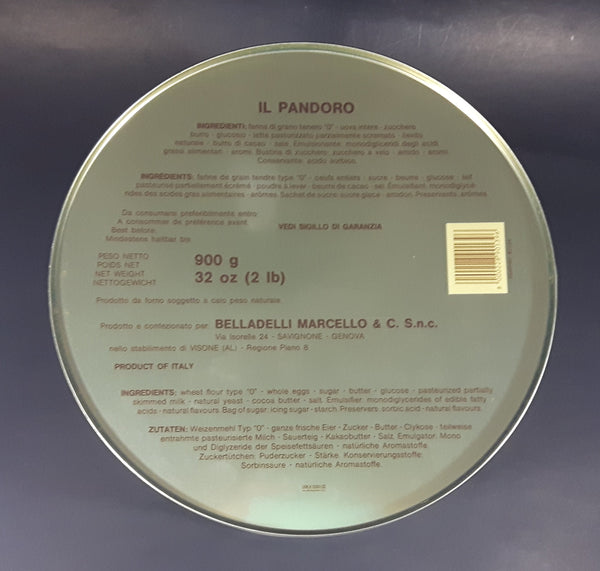 IL PANDORO
INGREDIENTI: farina di grano tenero "0" - uova intere - zucchero
burro - glucosio - latte pastorizzato parzialmente scremato - lievito
naturale - burro di cacao - sale. Emulsionante: monodigliceridi degli acidi
grassi alimentari - aromi. Bustina di zucchero: zucchero a velo - amido - aromi.
Conservante: acido sorbico.
INGRÉDIENTS: farine de grain tendre type "0" - oeufs entiers - sucre - beurre - glucose - lait
pasteurisé partiellement écrémé - poudre à lever - beurre de cacao - sel. Émulsifiant: monodiglycé-
rides des acides gras alimentaires - arômes. Sachet de sucre: sucre glace - amidon. Preservants: arômes
Da consumarsi preferibilmente entro:
A consommer de préférence avant:
Best before:
Mindestens haltbar bis
VEDI SIGILLO DI GARANZIA
PESO NETTO
POIDS NET
NET WEIGHT
NETTOGEWICHT
900 g
32 oz (2 lb)
Prodotto da forno soggetto a calo peso naturale
Prodotto e confezionato per: BELLADELLI MARCELLO & C. S.n.c.
Via Isorelle 24 - SAVIGNONE - GENOVA
nello stabilimento di VISONE (AL) - Regione Piano 8
PRODUCT OF ITALY
INGREDIENTS: wheat flour type "0" - whole eggs - sugar - butter - glucose - pasteurized partially
skimmed milk - natural yeast - cocoa butter - salt. Emulsifier: monodiglycerides of edible fatty
acids - natural flavours. Bag of sugar: icing sugar - starch. Preservers: sorbic acid - natural flavours.
ZUTATEN: Weizenmehl Typ "0" - ganze frische Eier - Zucker - Butter - Clykose - teilweise
entrahmte pasteurisierte Milch - Sauerteig - Kakaobutter - Salz. Emulgator: Mono
und Diglyzeride der Speisefettsäuren - natürliche Aromastoffe.
Zuckertütchen: Puderzucker - Stärke. Konservierungsstoffe:
Sorbinsäure - natürliche Aromastoffe.